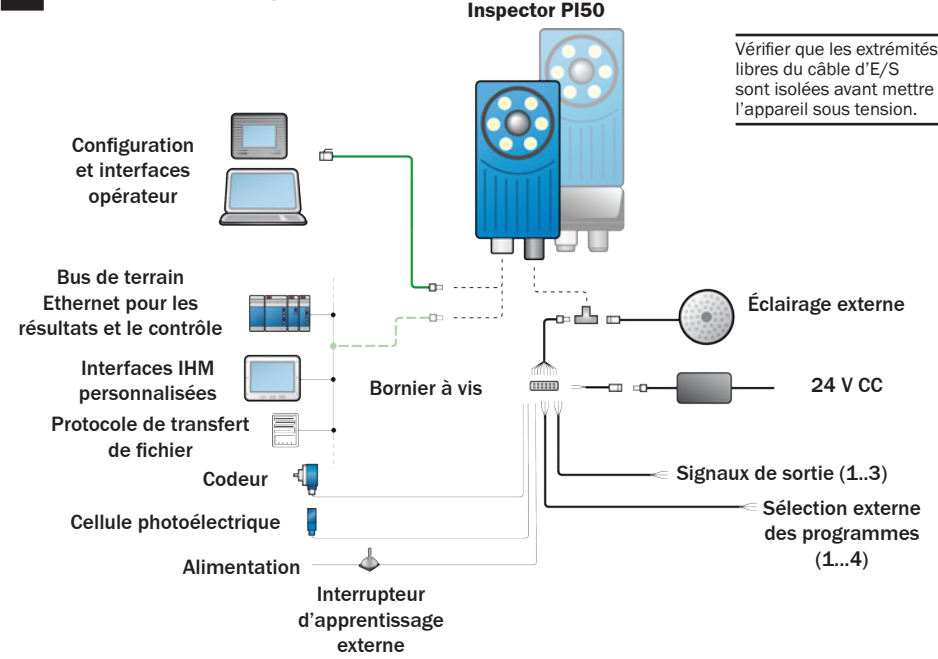 Inspector PI50
Vérifier que les extrémités
libres du câble d'E/S
sont isolées avant mettre
l'appareil sous tension.
Configuration
et interfaces
opérateur
Bus de terrain
Ethernet pour les
résultats et le contrôle
Éclairage externe
Interfaces IHM
personnalisées
Bornier à vis
24 V CC
Protocole de transfert
de fichier
Codeur
Signaux de sortie (1..3)
Cellule photoélectrique
Sélection externe
des programmes
(1...4)
Alimentation
Interrupteur
d'apprentissage
externe